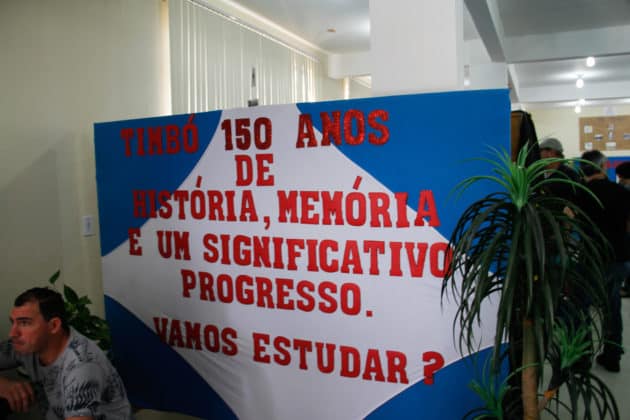 TIMBÓ 150 ANOS
DE
HISTÓRIA, MEMÓRIA
E UM SIGNIFICATIVO
PROGRESSO.
VAMOS ESTUDAR?